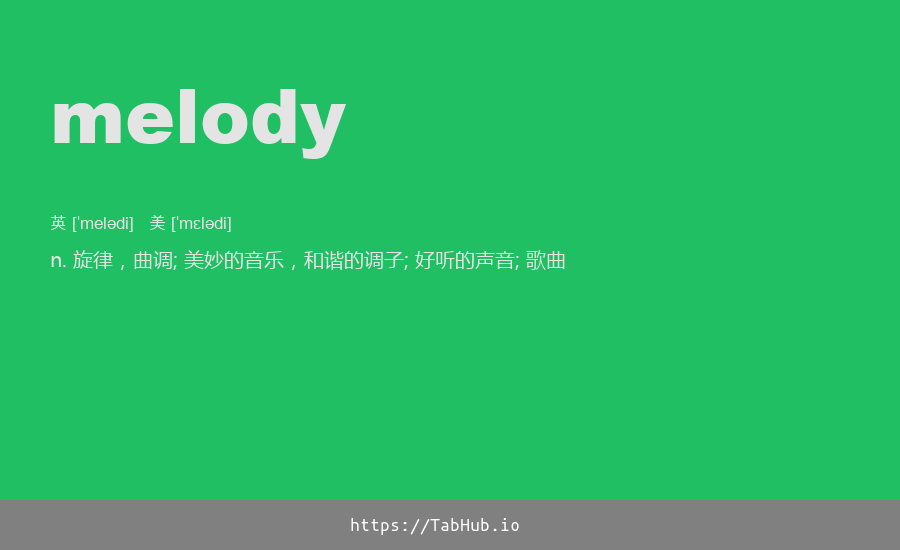 melody
英 [ˈmelədi] 美 [ˈmɛlədi]
n. 旋律，曲调; 美妙的音乐，和谐的调子; 好听的声音; 歌曲
https://TabHub.io